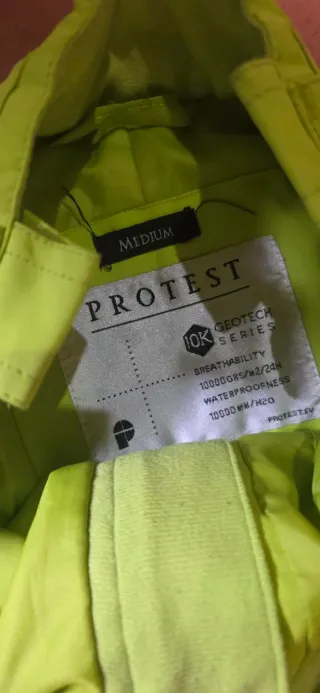 MEDIUM
PROTEST
10K
GEOTECH
SERIES
BREATHABILITY
10000GRS/M2/24H
WATERPROOFNESS
10000MM/H2O
PROTEST.EU